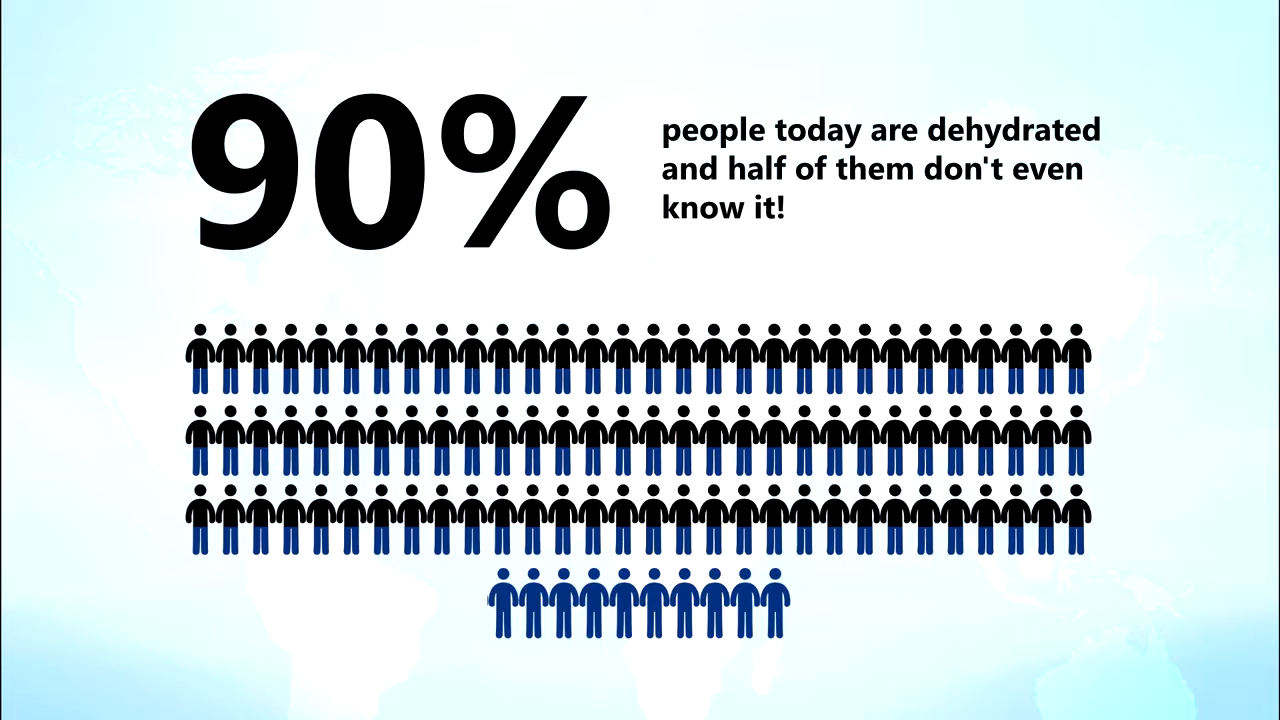 90%
people today are dehydrated
and half of them don't even
know it!